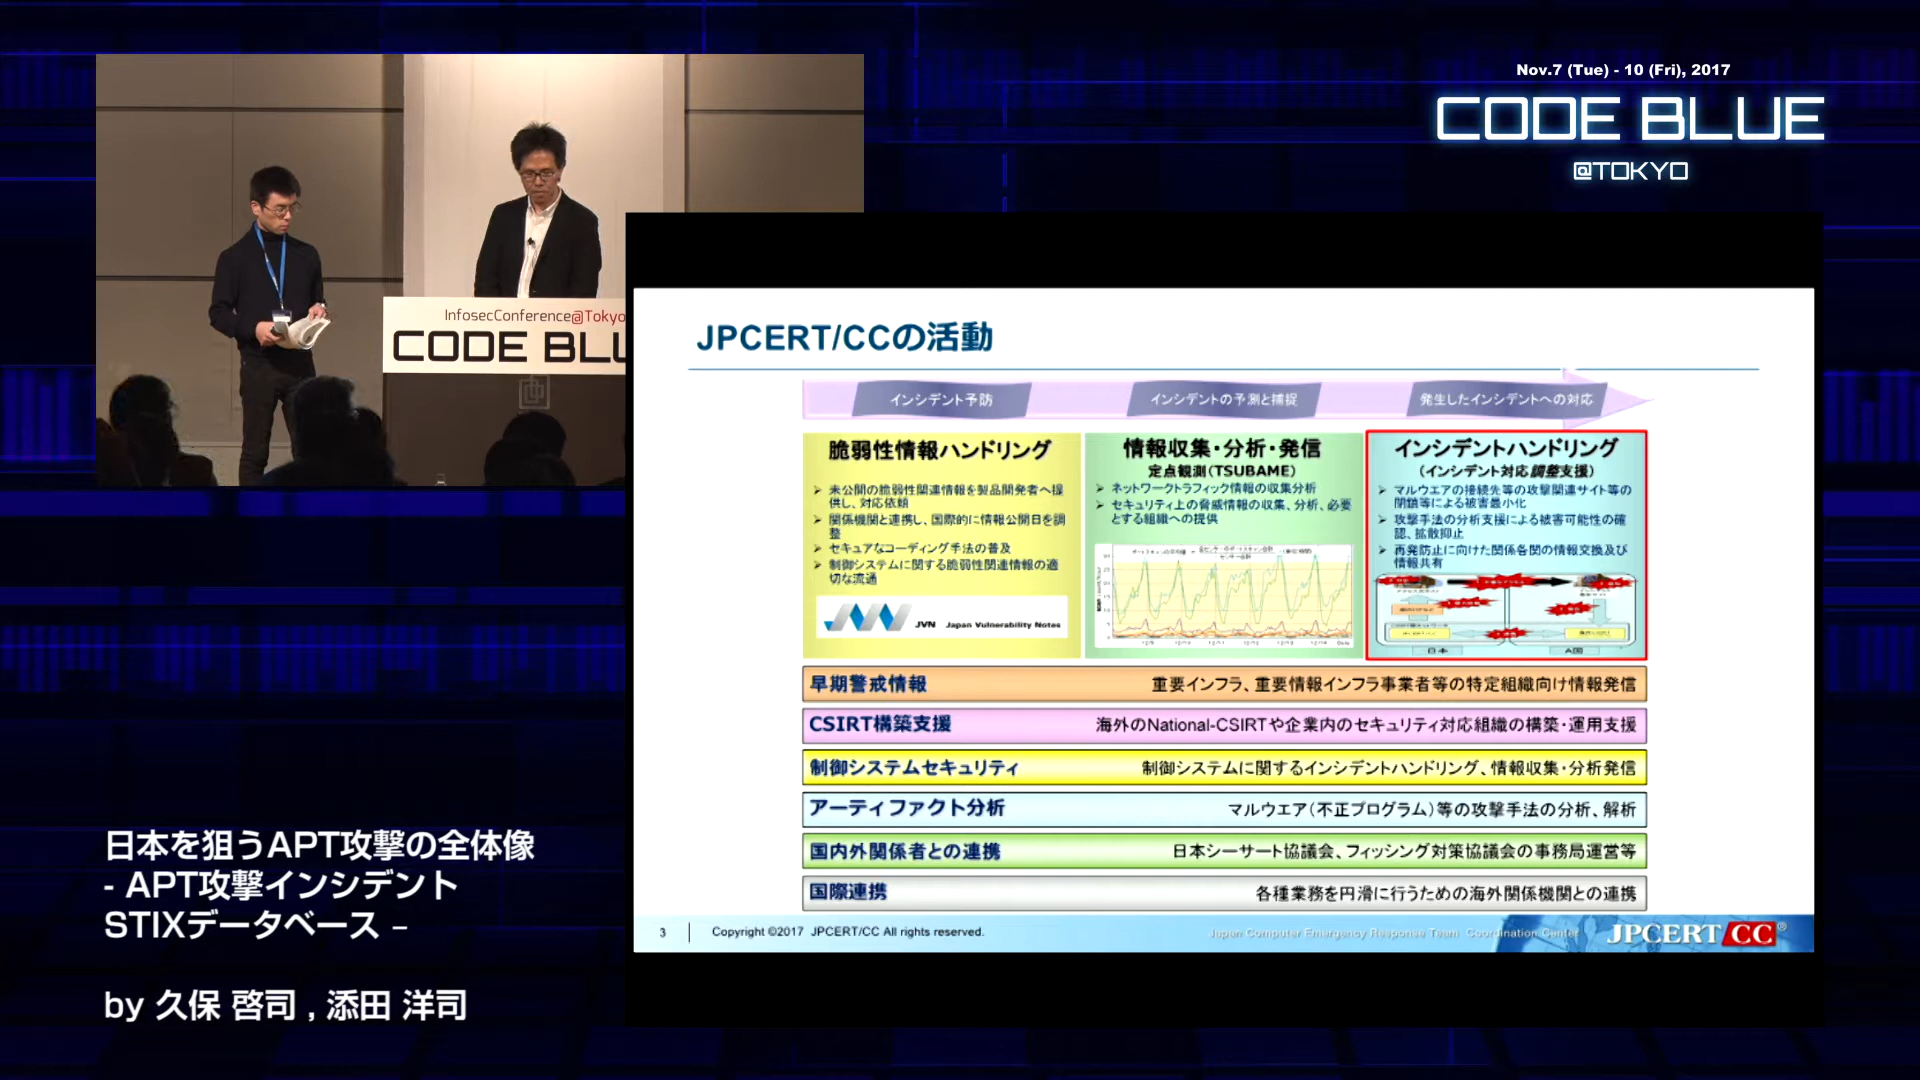 Nov.7 (Tue) - 10 (Fri), 2017
CODE BLUE
@TOKYO
InfosecConference@Tokyo
CODE BLU
JPCERT/CCの活動
インシデント予防
インシデントの予測と捕捉
発生したインシデントへの対応
脆弱性情報ハンドリング
➢ 未公開の脆弱性関連情報を製品開発者へ提
供し、対応依頼
➢ 関係機関と連携し、国際的に情報公開日を調
整
➢ セキュアなコーディング手法の普及
➢ 制御システムに関する脆弱性関連情報の適
切な流通
JVN Japan Vulnerability Notes
情報収集・分析・発信
定点観測（TSUBAME）
➢ ネットワークトラフィック情報の収集分析
➢ セキュリティ上の脅威情報の収集、分析、必要
とする組織への提供
インシデントハンドリング
（インシデント対応調整支援）
➢ マルウエアの接続先等の攻撃関連サイト等の
閉鎖等による被害最小化
➢ 攻撃手法の分析支援による被害可能性の確
認、拡散抑止
➢ 再発防止に向けた関係各関の情報交換及び
情報共有
日本
A国
早期警戒情報 重要インフラ、重要情報インフラ事業者等の特定組織向け情報発信
CSIRT構築支援 海外のNational-CSIRTや企業内のセキュリティ対応組織の構築・運用支援
制御システムセキュリティ 制御システムに関するインシデントハンドリング、情報収集・分析発信
アーティファクト分析 マルウエア（不正プログラム）等の攻撃手法の分析、解析
国内外関係者との連携 日本シーサート協議会、フィッシング対策協議会の事務局運営等
国際連携 各種業務を円滑に行うための海外関係機関との連携
3 Copyright ©2017 JPCERT/CC All rights reserved.
Japan Computer Emergency Response Team Coordination Center
JPCERT CC®
日本を狙うAPT攻撃の全体像
- APT攻撃インシデント
STIXデータベース –
by 久保 啓司 , 添田 洋司